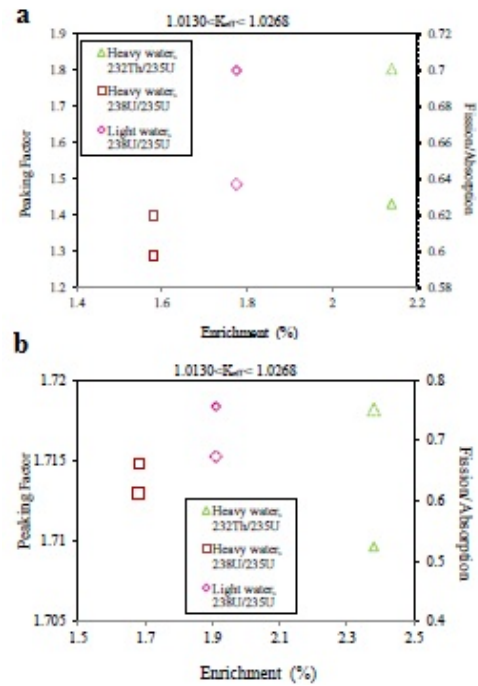 a
1.0130<Keff< 1.0268
1.9
1.8
1.7
1.6
1.5
1.4
1.3
1.2
Peaking Factor
Heavy water,
232Th/235U
Heavy water,
238U/235U
Light water,
238U/235U
0.72
0.7
0.68
0.66
0.64
0.62
0.6
0.58
Fission/Absorption
1.4
1.6
1.8
2
2.2
Enrichment (%)
b
1.0130<Keff< 1.0268
1.72
1.715
1.71
1.705
Peaking Factor
Heavy water,
232Th/235U
Heavy water,
238U/235U
Light water,
238U/235U
0.8
0.7
0.6
0.5
0.4
Fission/Absorption
1.5
1.7
1.9
2.1
2.3
2.5
Enrichment (%)